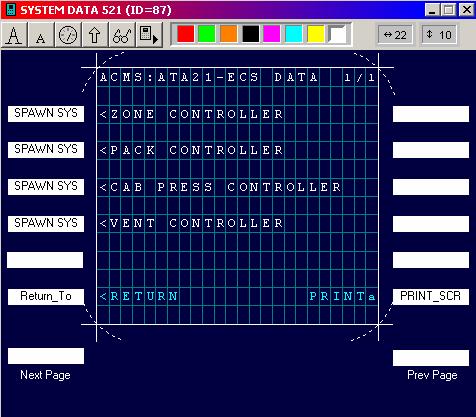 SYSTEM DATA 521 (ID=87)
A A 22 10
ACMS:ATA21-ECS DATA 1/1
SPAWN SYS <ZONE CONTROLLER
SPAWN SYS <PACK CONTROLLER
SPAWN SYS <CAB PRESS CONTROLLER
SPAWN SYS <VENT CONTROLLER
Return_To <RETURN PRINTa PRINT_SCR
Next Page Prev Page